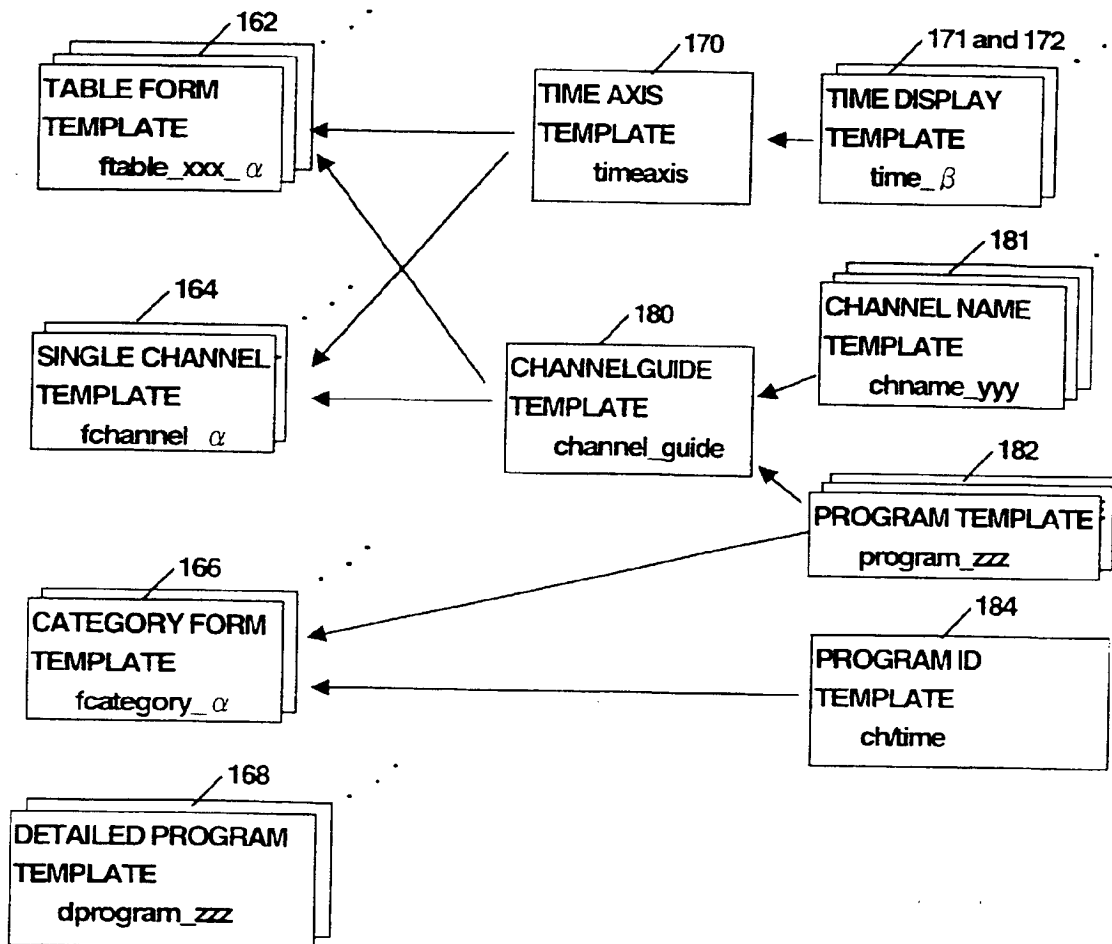 162
TABLE FORM
TEMPLATE
ftable_xxx_α
170
TIME AXIS
TEMPLATE
timeaxis
171 and 172
TIME DISPLAY
TEMPLATE
time_β
164
SINGLE CHANNEL
TEMPLATE
fchannel_α
180
CHANNELGUIDE
TEMPLATE
channel_guide
181
CHANNEL NAME
TEMPLATE
chname_yyy
182
PROGRAM TEMPLATE
program_zzz
166
CATEGORY FORM
TEMPLATE
fcategory_α
184
PROGRAM ID
TEMPLATE
ch/time
168
DETAILED PROGRAM
TEMPLATE
dprogram_zzz